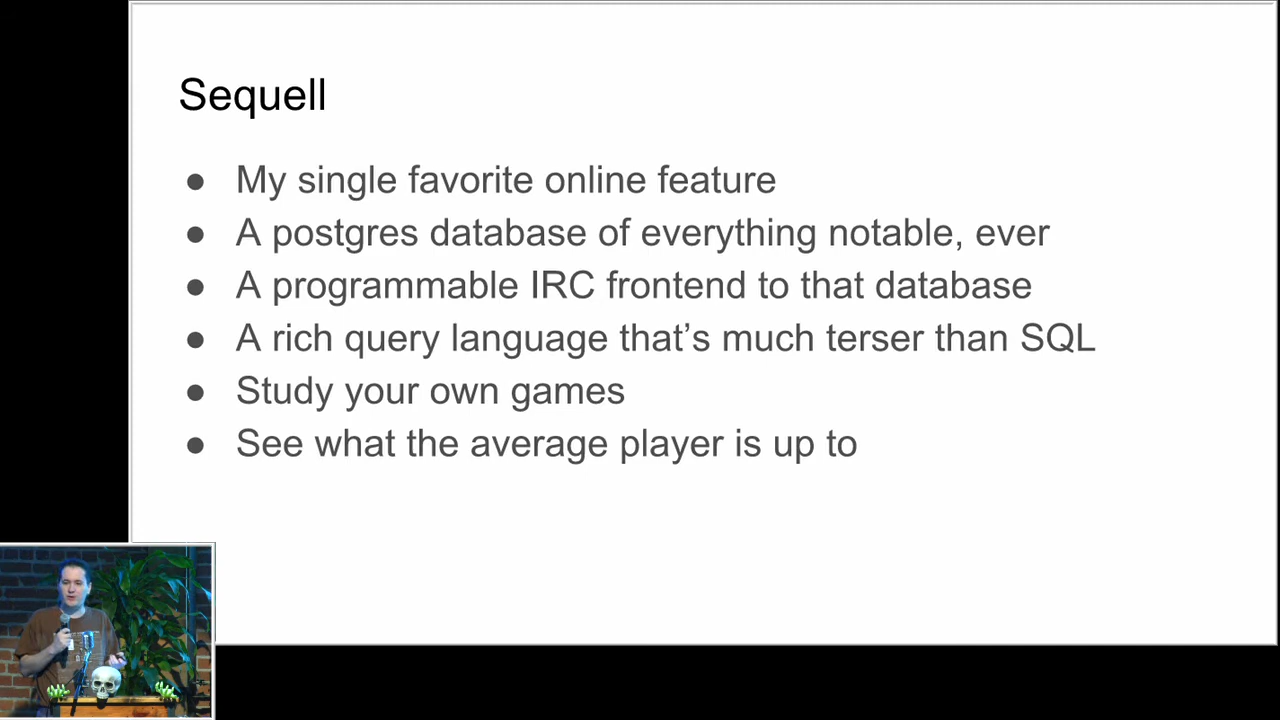 Sequell
● My single favorite online feature
● A postgres database of everything notable, ever
● A programmable IRC frontend to that database
● A rich query language that’s much terser than SQL
● Study your own games
● See what the average player is up to